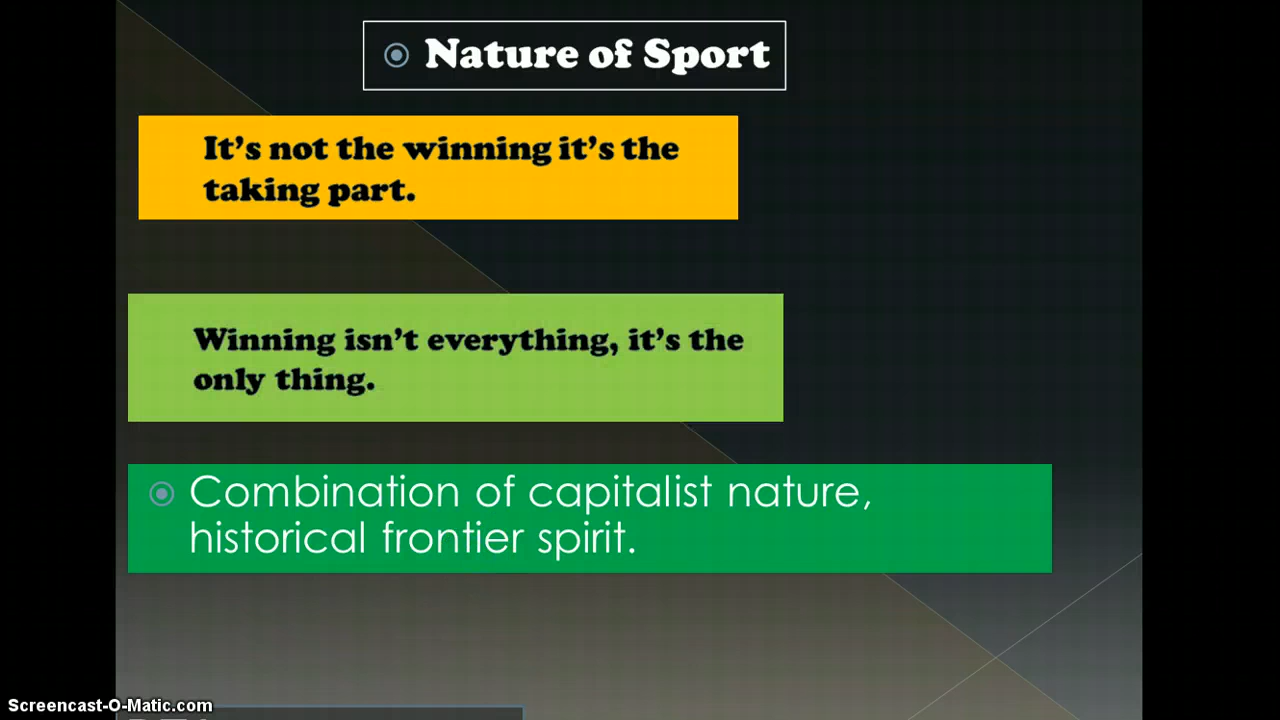 Nature of Sport
It's not the winning it's the
taking part.
Winning isn't everything, it's the
only thing.
Combination of capitalist nature,
historical frontier spirit.
Screencast-O-Matic.com